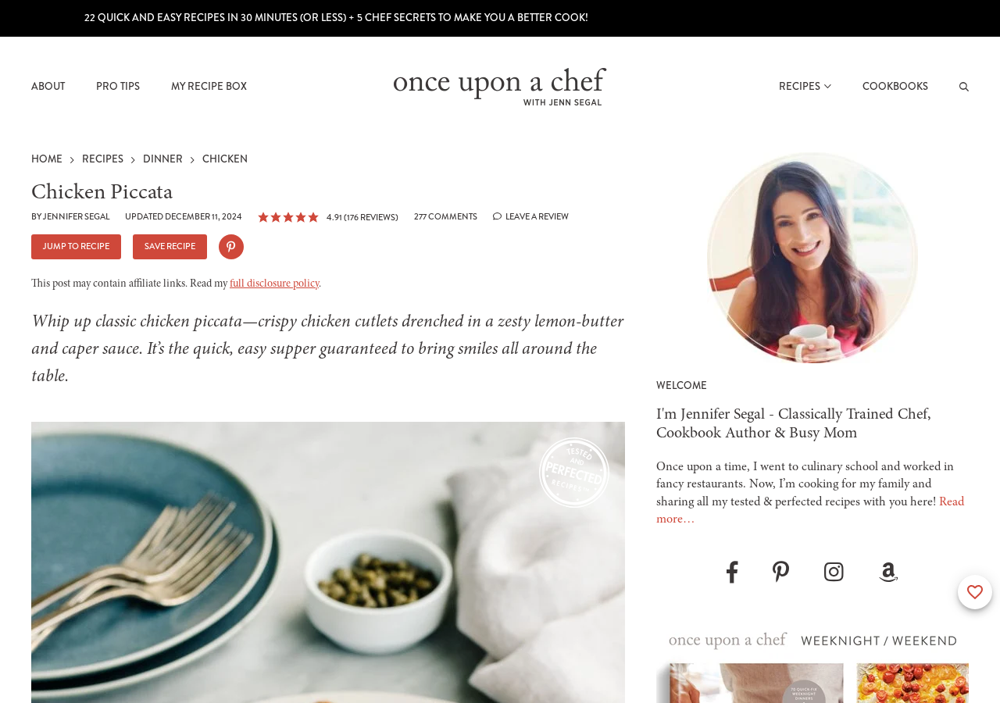 22 QUICK AND EASY RECIPES IN 30 MINUTES (OR LESS) + 5 CHEF SECRETS TO MAKE YOU A BETTER COOK!
ABOUT
PRO TIPS
MY RECIPE BOX
once upon a chef
WITH JENN SEGAL
RECIPES
COOKBOOKS
HOME > RECIPES > DINNER > CHICKEN
Chicken Piccata
BY JENNIFER SEGAL
UPDATED DECEMBER 11, 2024
4.91 (176 REVIEWS)
277 COMMENTS
LEAVE A REVIEW
JUMP TO RECIPE
SAVE RECIPE
This post may contain affiliate links. Read my full disclosure policy.
Whip up classic chicken piccata—crispy chicken cutlets drenched in a zesty lemon-butter
and caper sauce. It’s the quick, easy supper guaranteed to bring smiles all around the
table.
TESTED
AND
PERFECTED
RECIPES™
WELCOME
I'm Jennifer Segal - Classically Trained Chef,
Cookbook Author & Busy Mom
Once upon a time, I went to culinary school and worked in
fancy restaurants. Now, I’m cooking for my family and
sharing all my tested & perfected recipes with you here! Read
more…
once upon a chef
WEEKNIGHT / WEEKEND
70 QUICK-FIX
WEEKNIGHT
DINNERS